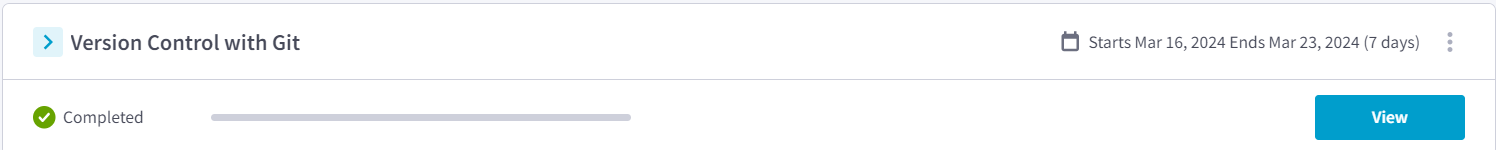 Version Control with Git
Starts Mar 16, 2024 Ends Mar 23, 2024 (7 days)
Completed
View